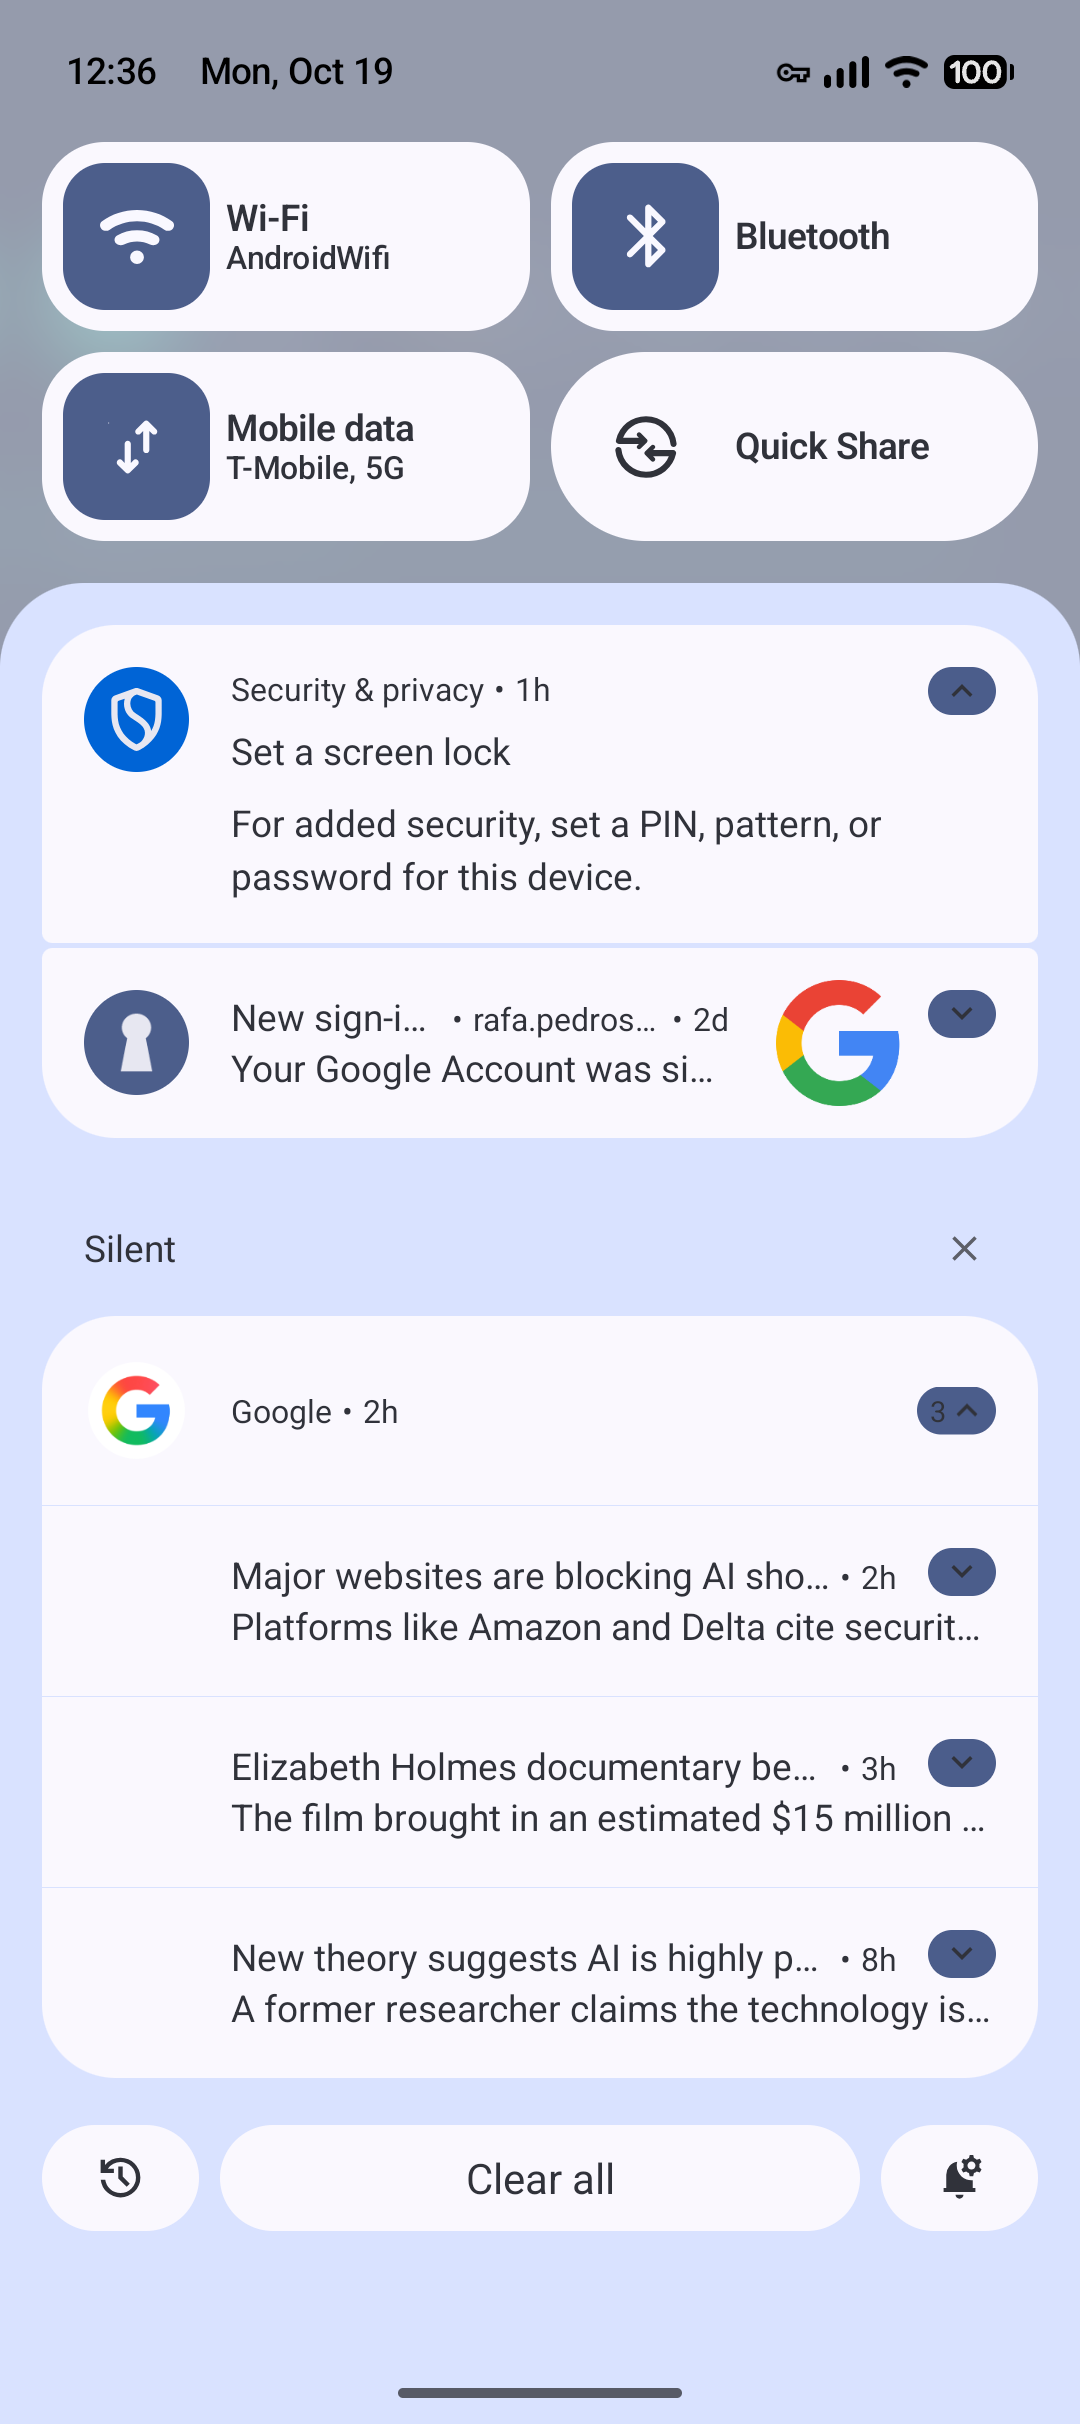 12:36 Mon, Oct 19 100
Wi-Fi
AndroidWifi
Bluetooth
Mobile data
T-Mobile, 5G
Quick Share
Security & privacy • 1h
Set a screen lock
For added security, set a PIN, pattern, or
password for this device.
New sign-i… • rafa.pedros… • 2d
Your Google Account was si…
Silent
Google • 2h
3
Major websites are blocking AI sho… • 2h
Platforms like Amazon and Delta cite securit…
Elizabeth Holmes documentary be… • 3h
The film brought in an estimated $15 million …
New theory suggests AI is highly p… • 8h
A former researcher claims the technology is…
Clear all